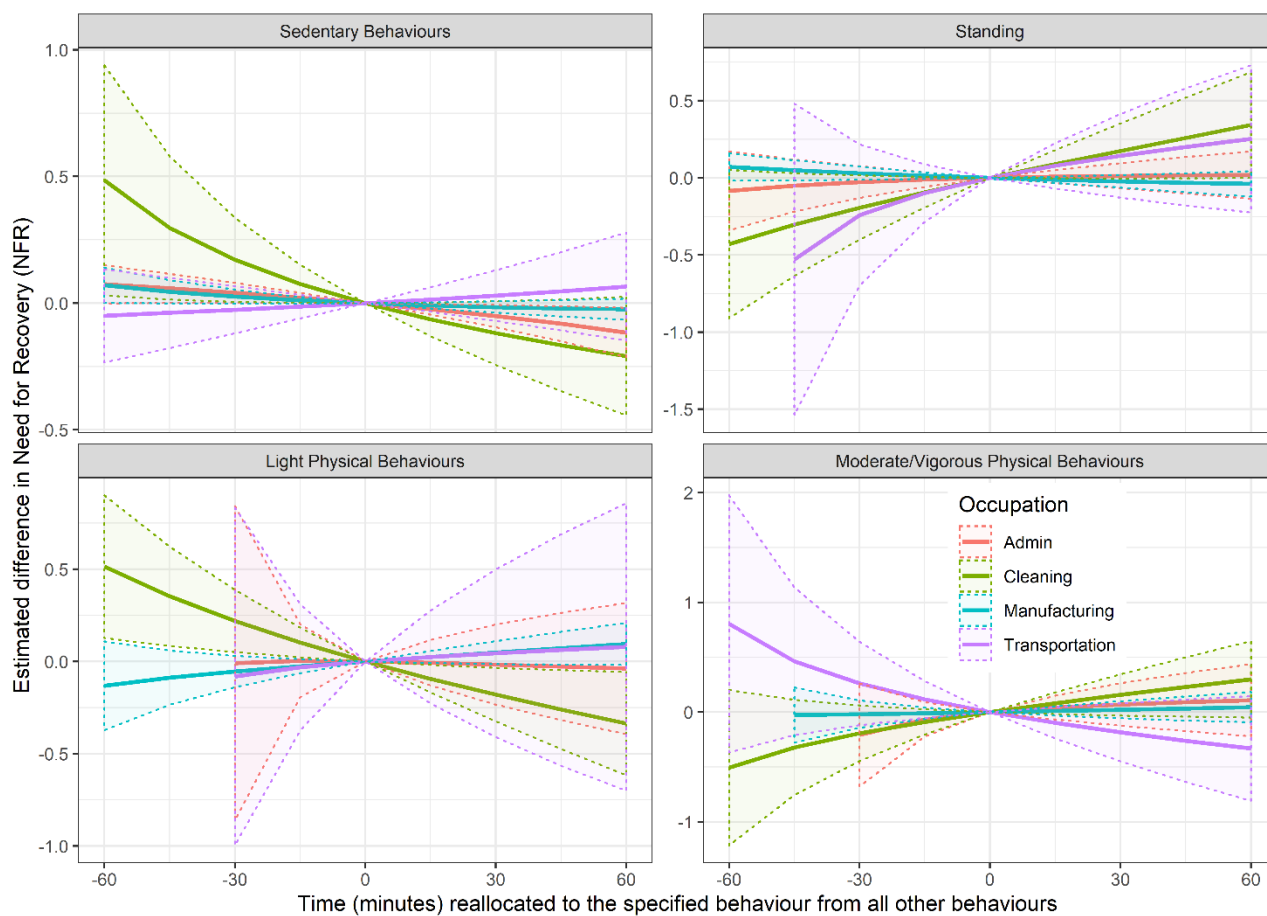 Sedentary Behaviours
Standing
1.0
0.5
0.0
-0.5
0.5
0.0
-0.5
-1.0
-1.5
Light Physical Behaviours
Moderate/Vigorous Physical Behaviours
0.5
0.0
-0.5
-1.0
2
1
0
-1
Occupation
Admin
Cleaning
Manufacturing
Transportation
-60 -30 0 30 60
-60 -30 0 30 60
Time (minutes) reallocated to the specified behaviour from all other behaviours
Estimated difference in Need for Recovery (NFR)